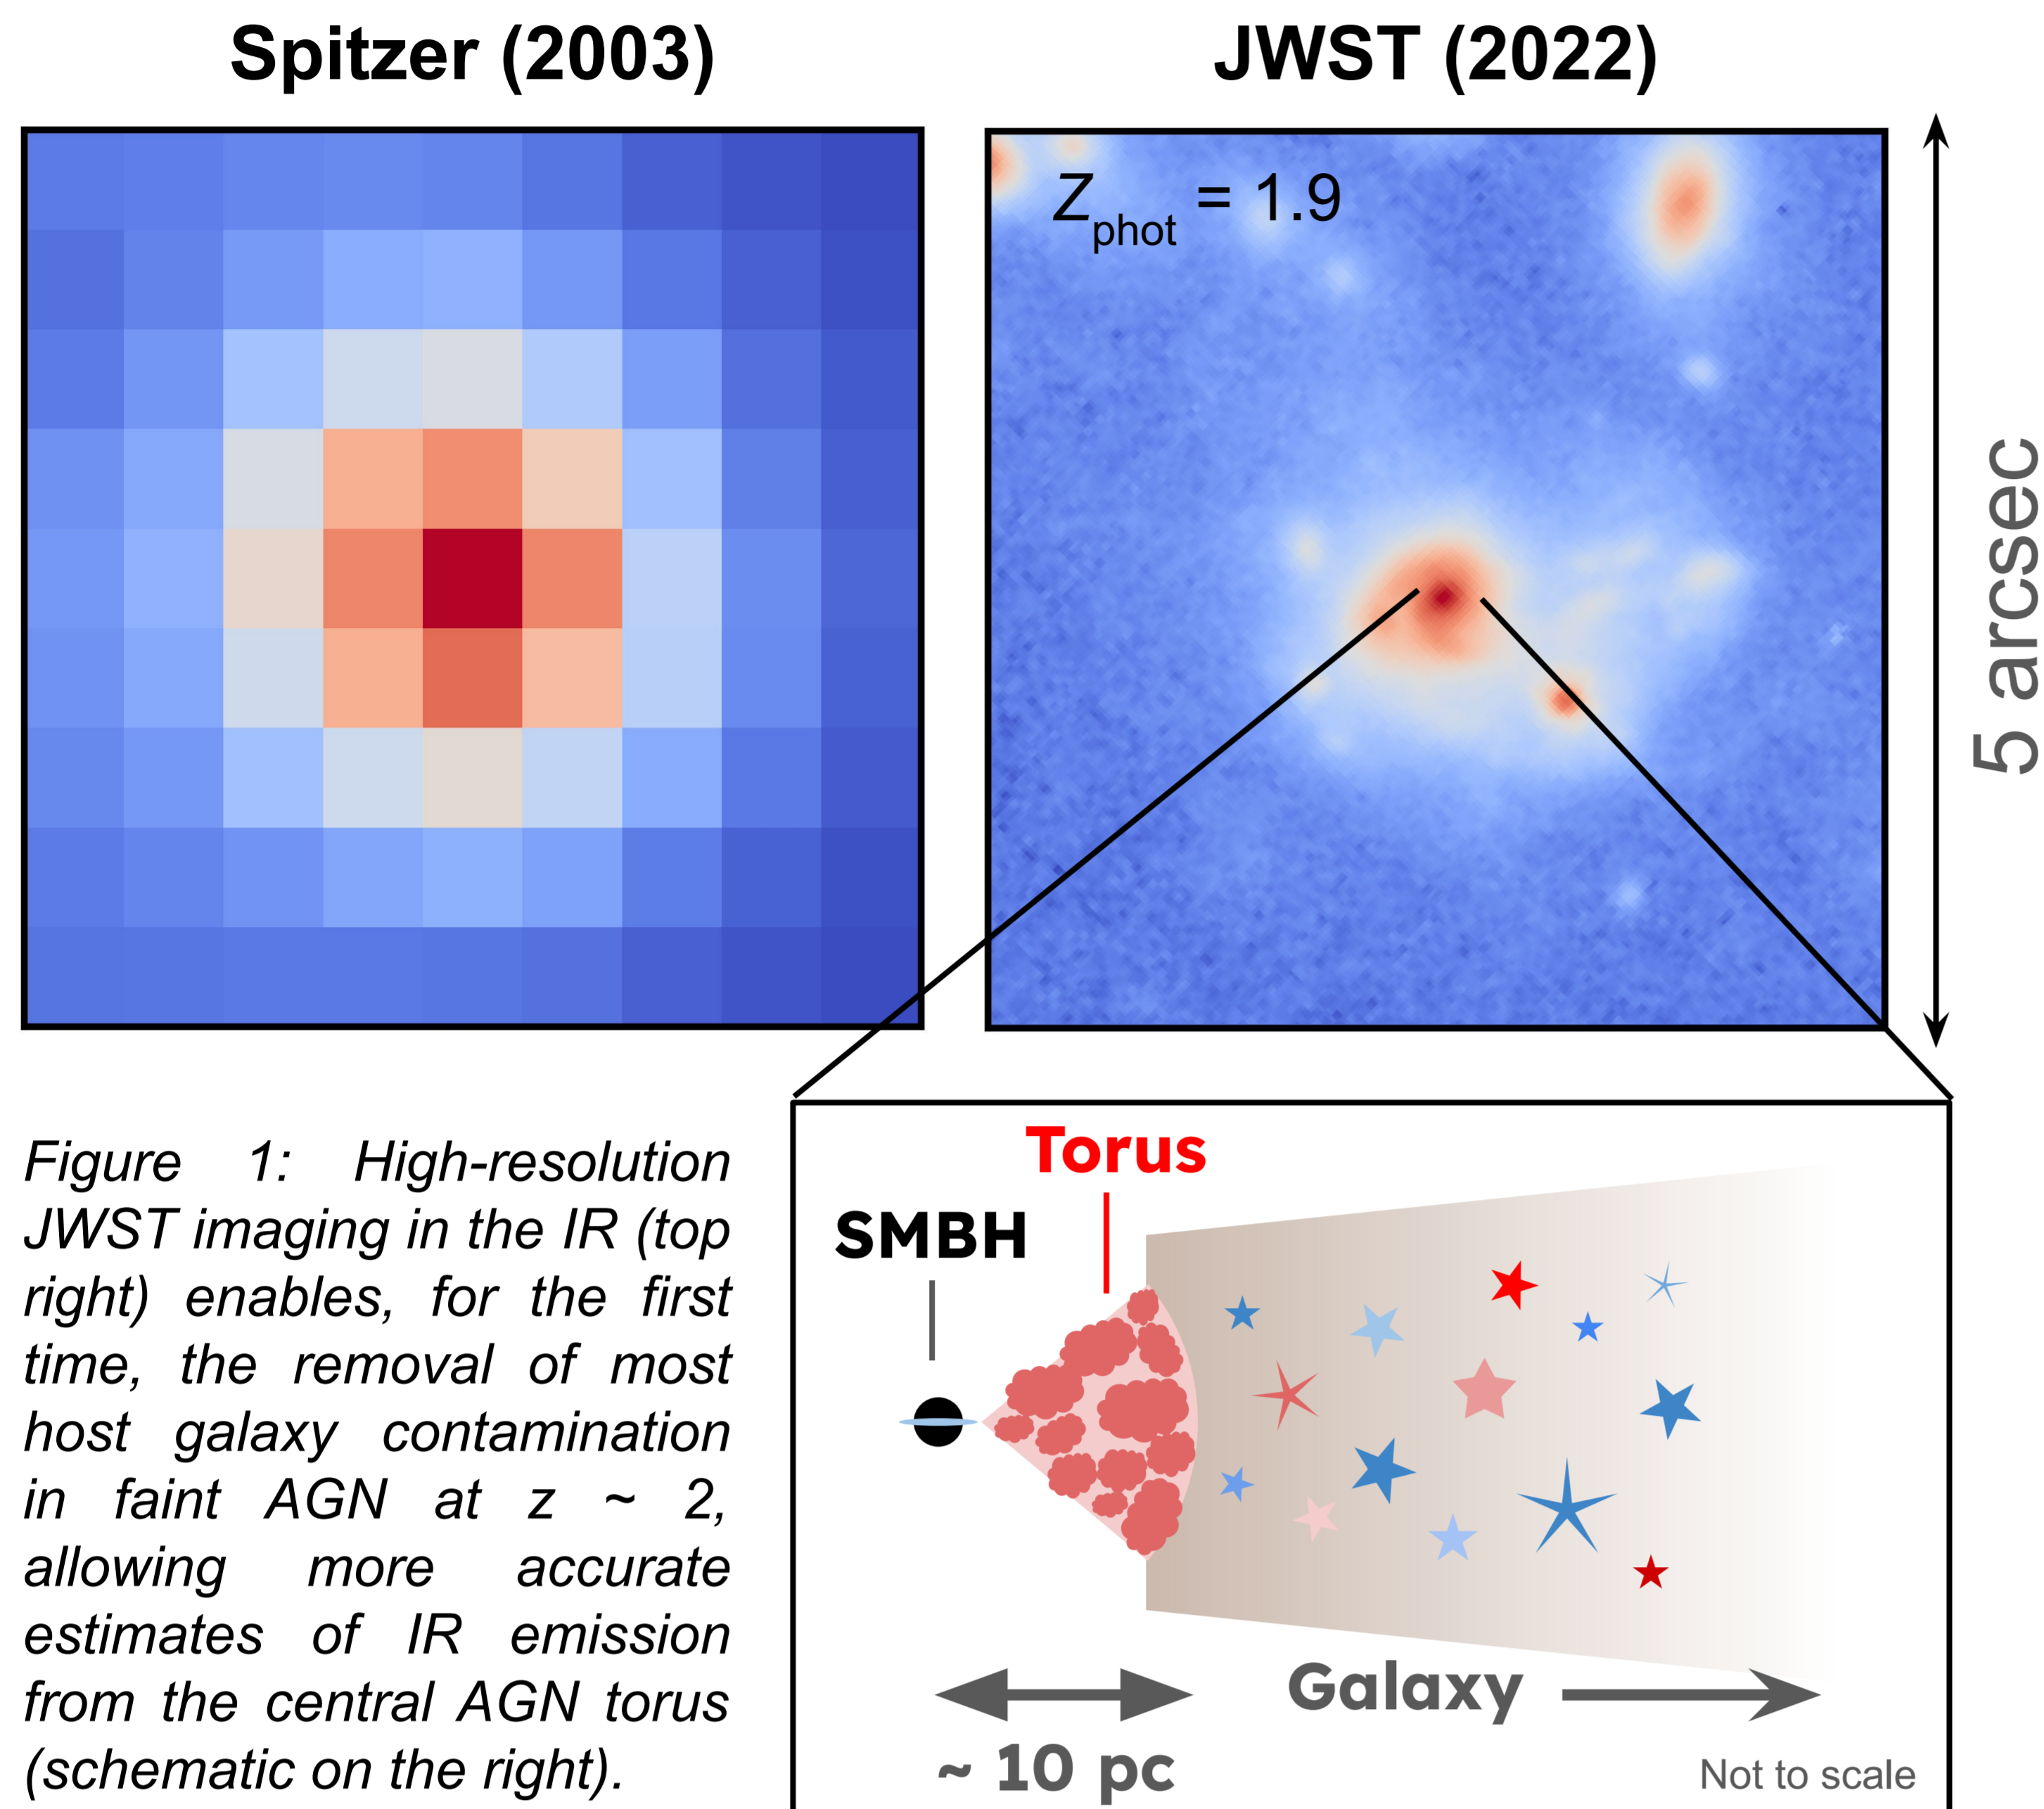 Spitzer (2003)
JWST (2022)
Zphot = 1.9
5 arcsec
Figure 1: High-resolution
JWST imaging in the IR (top
right) enables, for the first
time, the removal of most
host galaxy contamination
in faint AGN at z ~ 2,
allowing more accurate
estimates of IR emission
from the central AGN torus
(schematic on the right).
Torus
SMBH
Galaxy
~ 10 pc
Not to scale